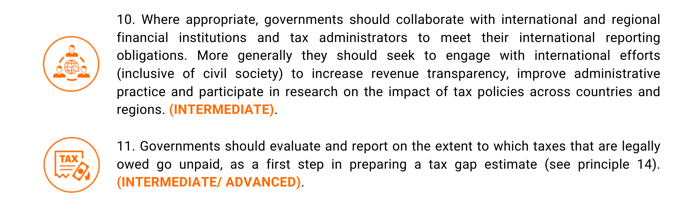 10. Where appropriate, governments should collaborate with international and regional
financial institutions and tax administrators to meet their international reporting
obligations. More generally they should seek to engage with international efforts
(inclusive of civil society) to increase revenue transparency, improve administrative
practice and participate in research on the impact of tax policies across countries and
regions. (INTERMEDIATE).
TAX
11. Governments should evaluate and report on the extent to which taxes that are legally
owed go unpaid, as a first step in preparing a tax gap estimate (see principle 14).
(INTERMEDIATE/ ADVANCED).